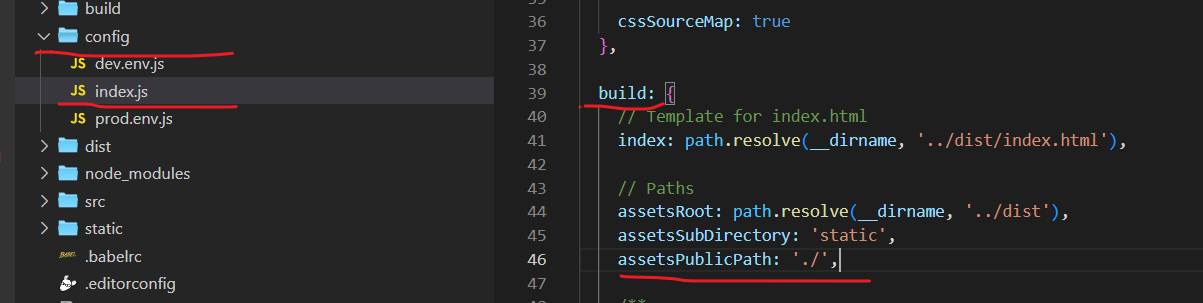 build
config
JS dev.env.js
JS index.js
JS prod.env.js
dist
node_modules
src
static
BABEL .babelrc
.editorconfig
36 cssSourceMap: true
37 },
38
39 build: {
40 // Template for index.html
41 index: path.resolve(__dirname, '../dist/index.html'),
42
43 // Paths
44 assetsRoot: path.resolve(__dirname, '../dist'),
45 assetsSubDirectory: 'static',
46 assetsPublicPath: './',
47
/**